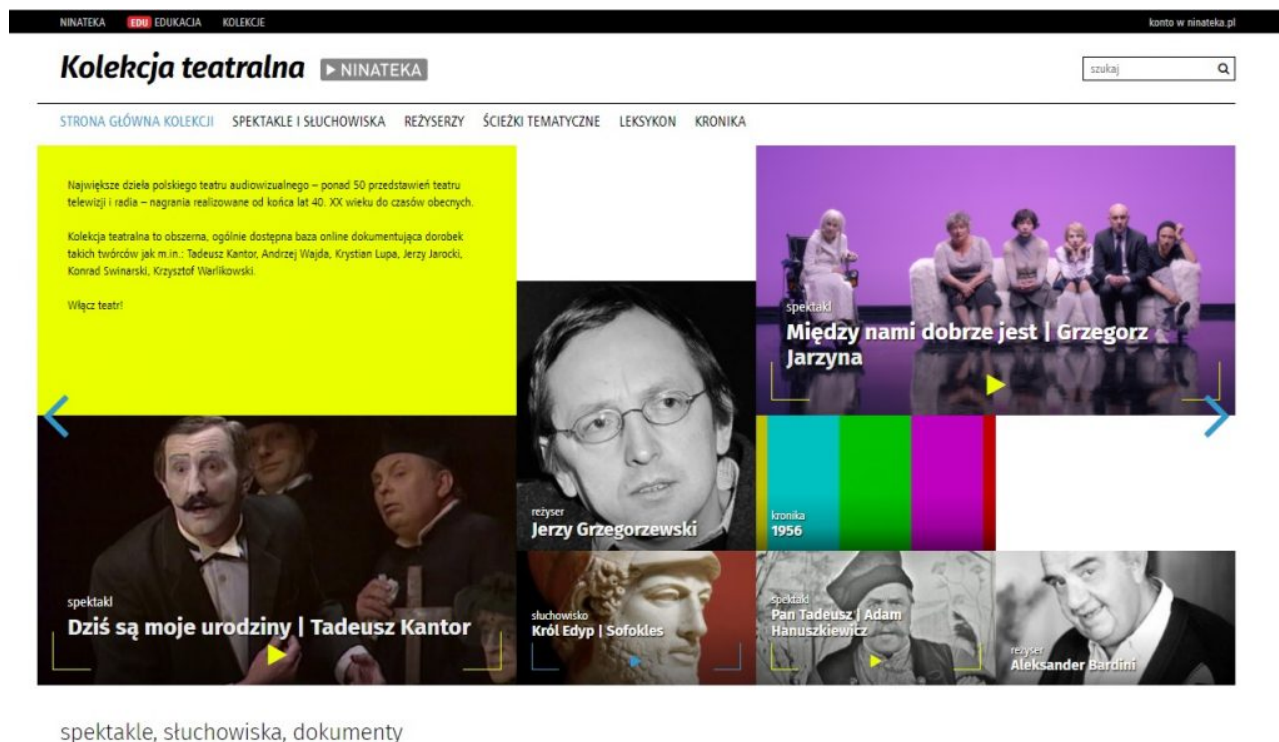 NINATEKA EDU EDUKACJA KOLEKCJE konto w ninateka.pl
Kolekcja teatralna NINATEKA szukaj
STRONA GŁÓWNA KOLEKCJI SPEKTAKLE I SŁUCHOWISKA REŻYSERZY ŚCIEŻKI TEMATYCZNE LEKSYKON KRONIKA
Największe dzieła polskiego teatru audiowizualnego – ponad 50 przedstawień teatru
telewizji i radia – nagrania realizowane od końca lat 40. XX wieku do czasów obecnych.
Kolekcja teatralna to obszerna, ogólnie dostępna baza online dokumentująca dorobek
takich twórców jak m.in.: Tadeusz Kantor, Andrzej Wajda, Krystian Lupa, Jerzy Jarocki,
Konrad Swinarski, Krzysztof Warlikowski.
Włącz teatr!
spektakl
Między nami dobrze jest | Grzegorz
Jarzyna
reżyser
Jerzy Grzegorzewski
kronika
1956
spektakl
Dziś są moje urodziny | Tadeusz Kantor
słuchowisko
Król Edyp | Sofokles
spektakl
Pan Tadeusz | Adam
Hanuszkiewicz
reżyser
Aleksander Bardini
spektakle, słuchowiska, dokumenty